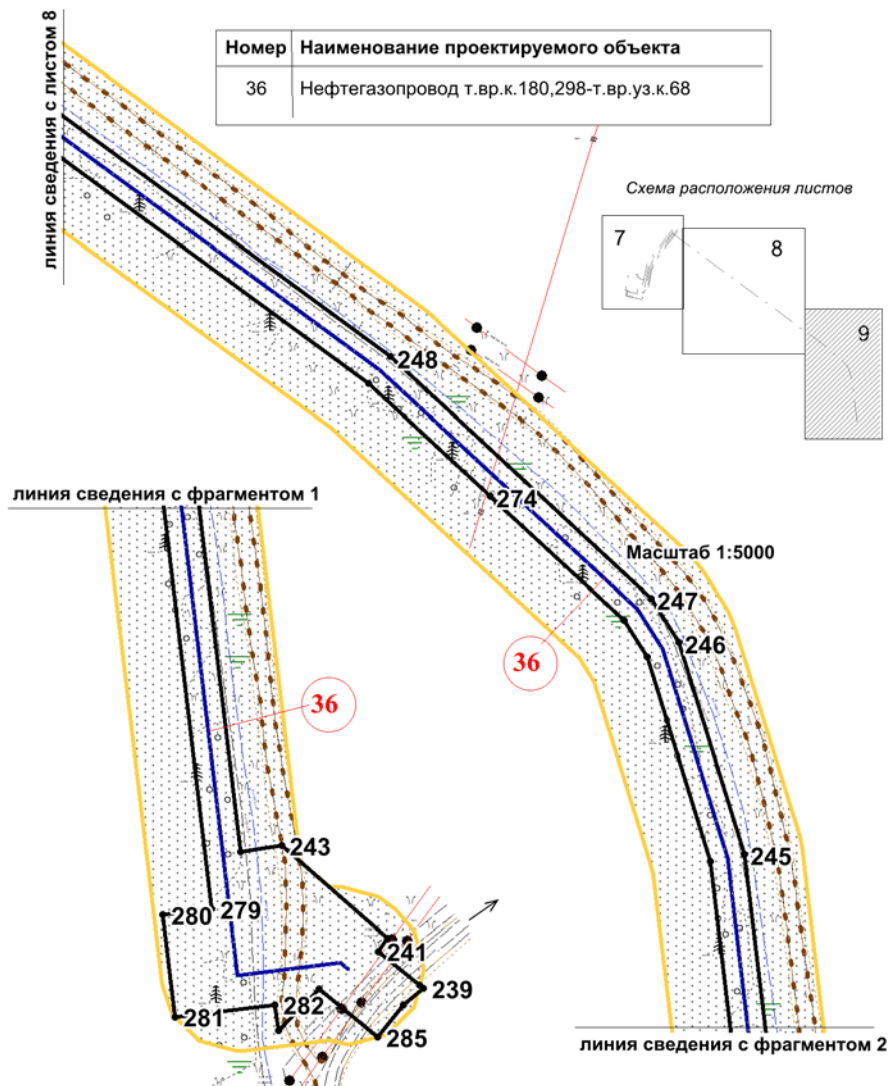 Номер Наименование проектируемого объекта
36 Нефтегазопровод т.вр.к.180,298-т.вр.уз.к.68
линия сведения с листом 8
Схема расположения листов
7
8
9
248
274
линия сведения с фрагментом 1
Масштаб 1:5000
247
246
36
36
245
243
280
279
241
239
281
282
285
линия сведения с фрагментом 2